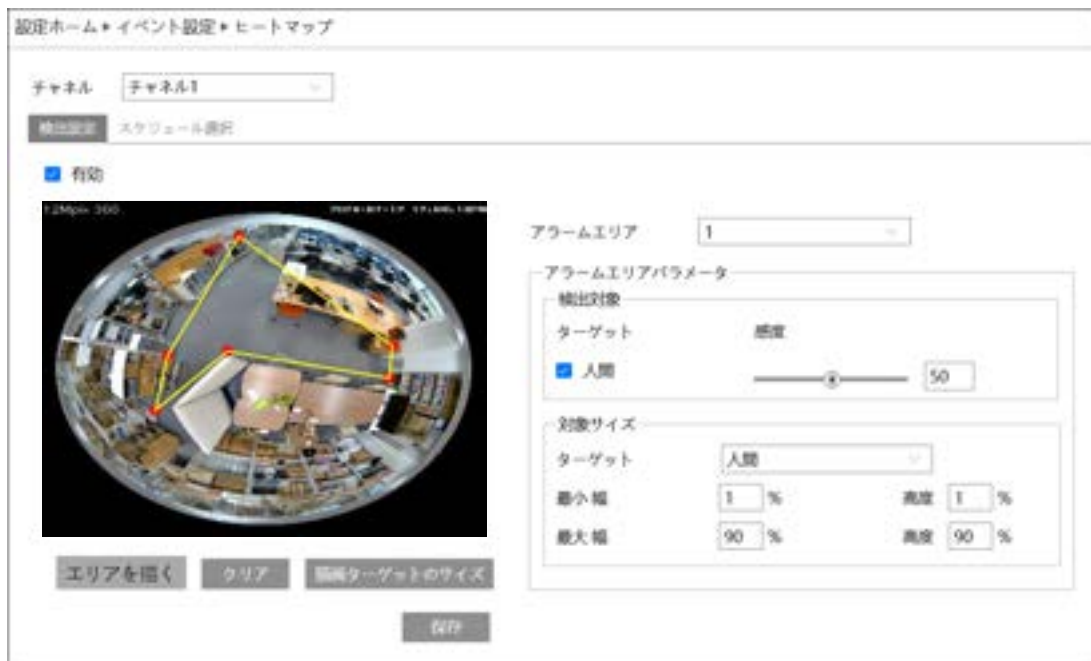 設定ホーム▶イベント設定▶ヒートマップ
チャネル チャネル1
検出設定 スケジュール選択
有効
12Mpix 360
アラームエリア 1
アラームエリアパラメータ
検出対象
ターゲット 感度
人間 50
対象サイズ
ターゲット 人間
最小 幅 1 % 高度 1 %
最大 幅 90 % 高度 90 %
エリアを描く クリア 描画ターゲットのサイズ
保存